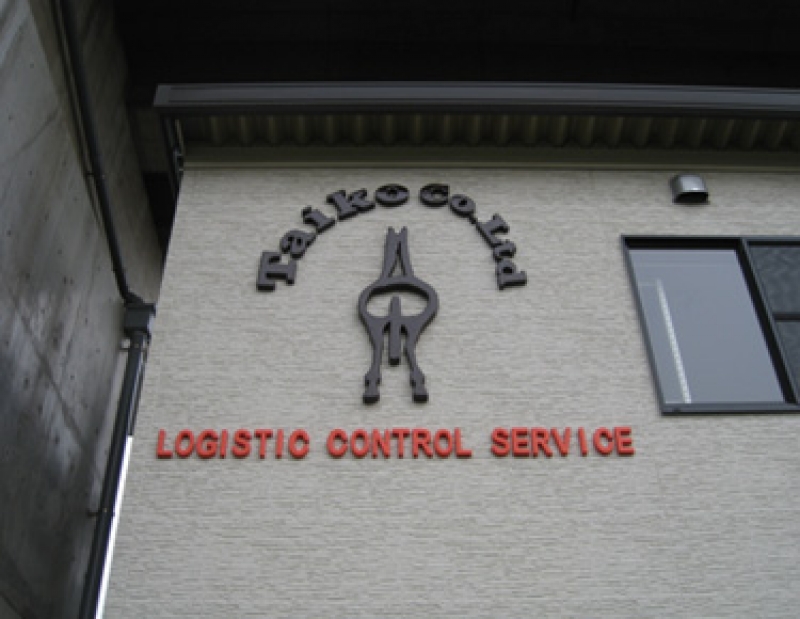 Taiko Co.,Ltd
LOGISTIC CONTROL SERVICE